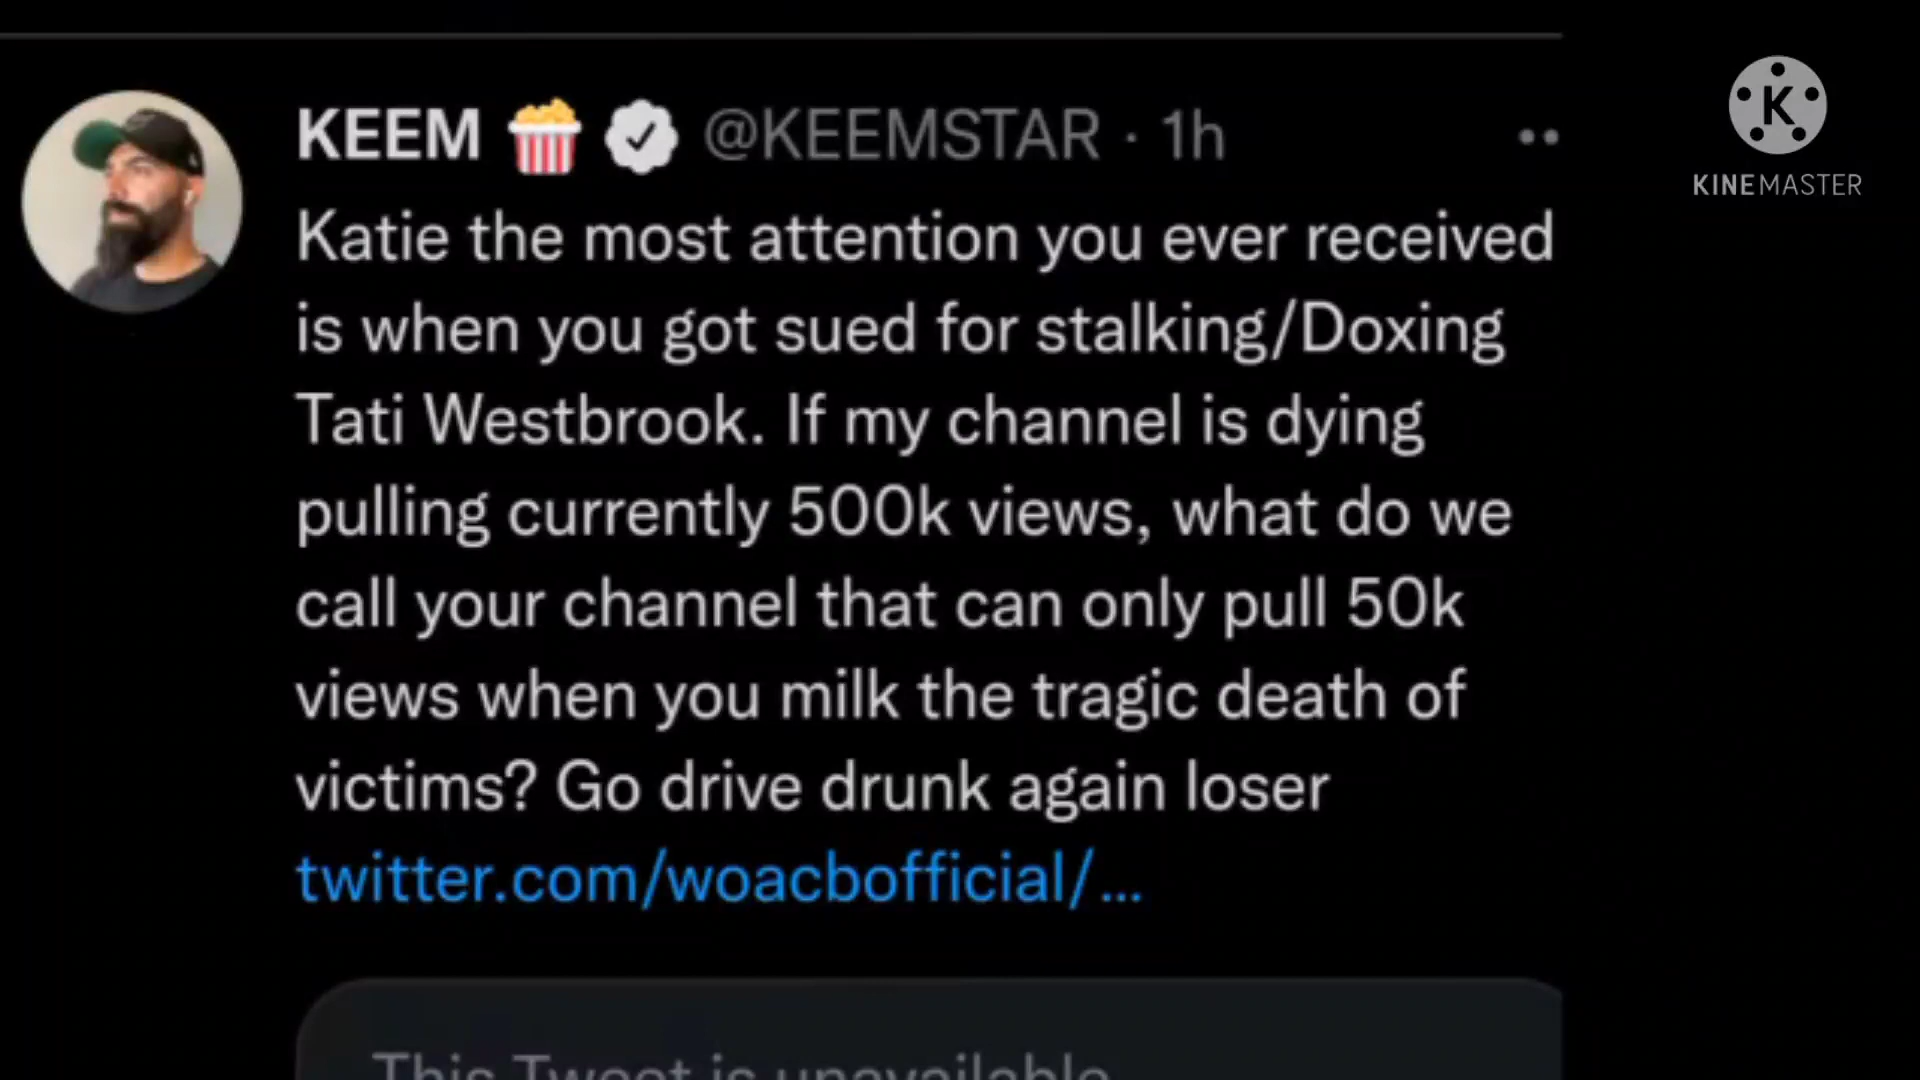 KEEM @KEEMSTAR · 1h
K
KINEMASTER
Katie the most attention you ever received
is when you got sued for stalking/Doxing
Tati Westbrook. If my channel is dying
pulling currently 500k views, what do we
call your channel that can only pull 50k
views when you milk the tragic death of
victims? Go drive drunk again loser
twitter.com/woacbofficial/...
This Tweet is unavailable